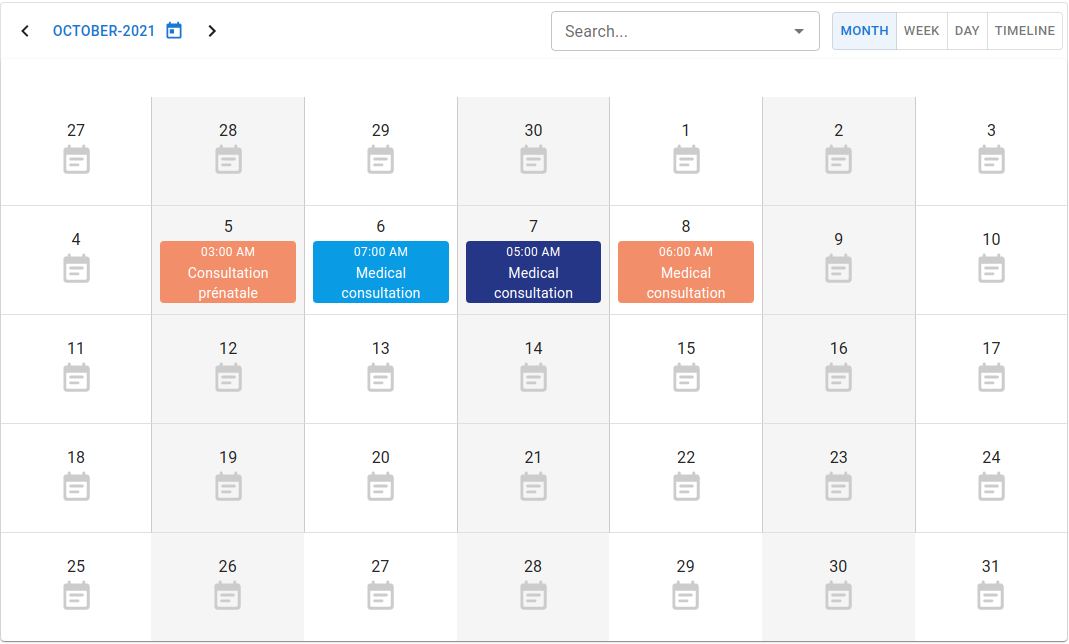 OCTOBER-2021
Search...
MONTH WEEK DAY TIMELINE
27 28 29 30 1 2 3
4 5 6 7 8 9 10
03:00 AM 07:00 AM 05:00 AM 06:00 AM
Consultation Medical Medical Medical
prénatale consultation consultation consultation
11 12 13 14 15 16 17
18 19 20 21 22 23 24
25 26 27 28 29 30 31